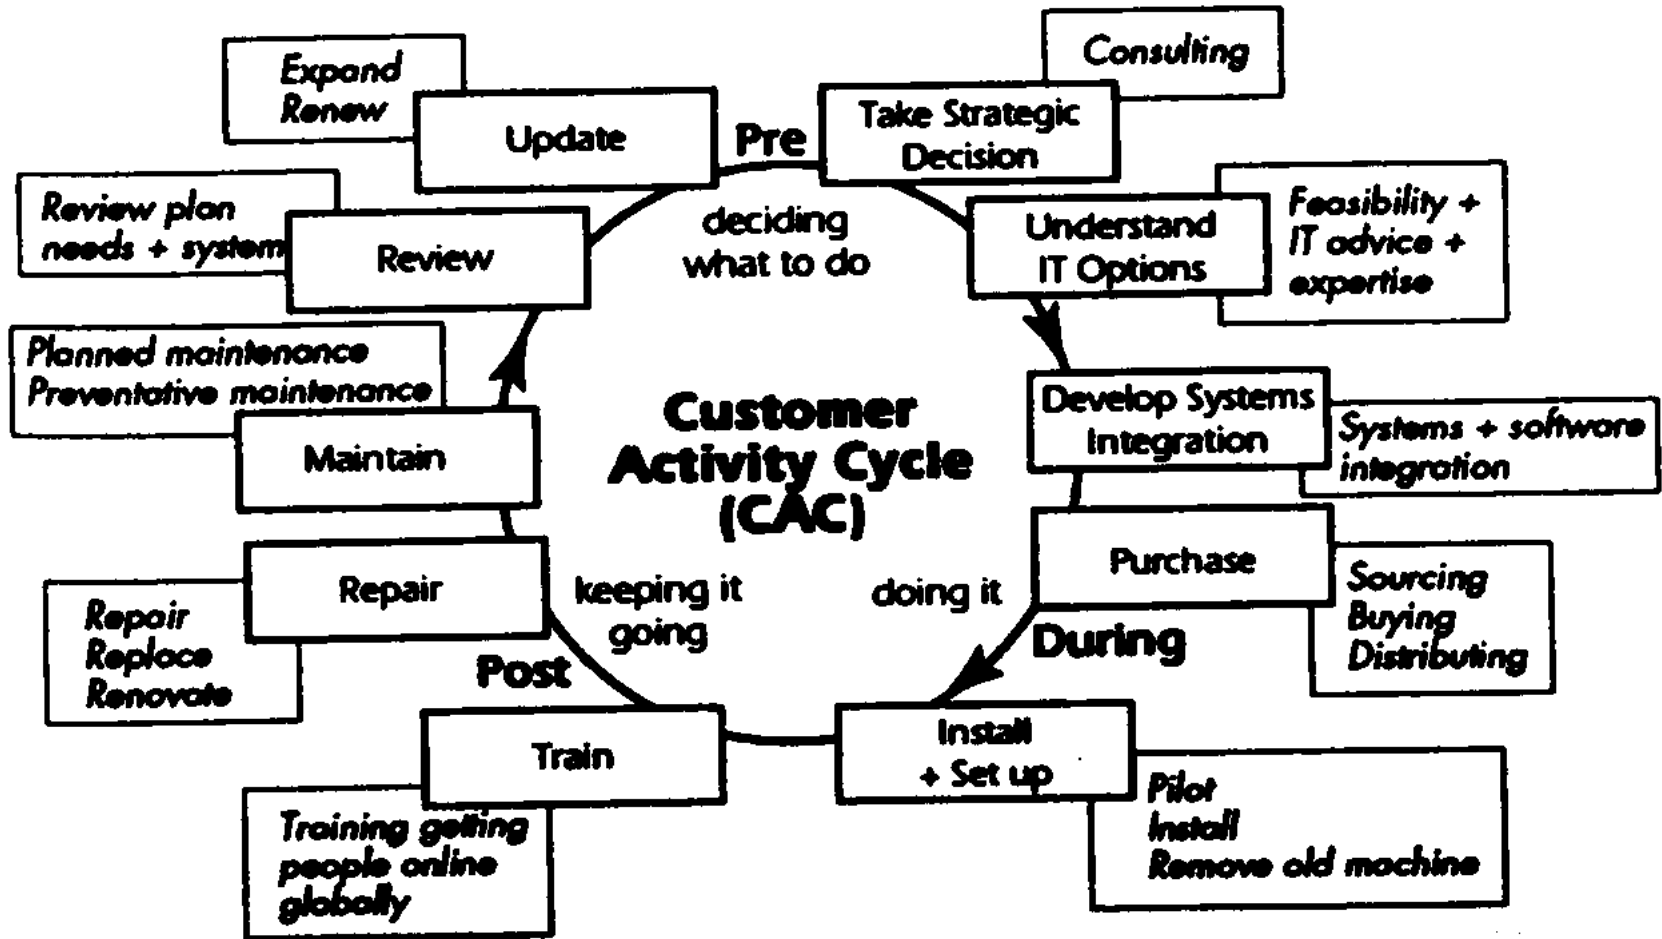 Consulting
Expand
Renew
Update
Pre
Take Strategic
Decision
Review plan
needs + system
Review
deciding
what to do
Understand
IT Options
Feasibility +
IT advice +
expertise
Planned maintenance
Preventative maintenance
Maintain
Customer
Activity Cycle
(CAC)
Develop Systems
Integration
Systems + software
integration
Repair
Repair
Replace
Renovate
keeping it
going
Post
doing it
During
Purchase
Sourcing
Buying
Distributing
Train
Training getting
people online
globally
Install
+ Set up
Pilot
Install
Remove old machine